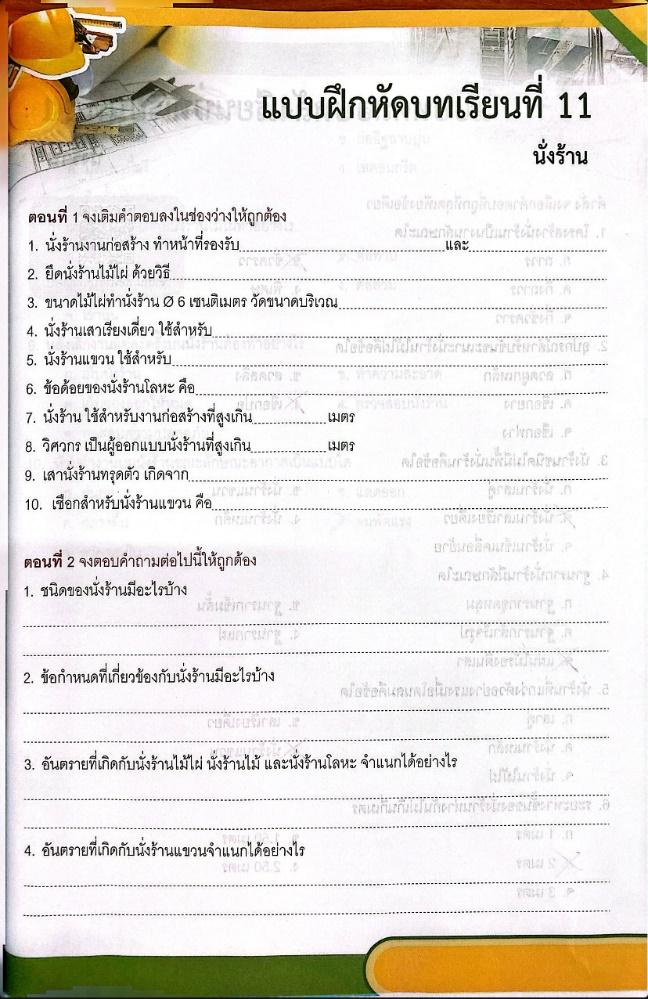 แบบฝึกหัดบทเรียนที่ 11
นั่งร้าน
ตอนที่ 1 จงเติมคำตอบลงในช่องว่างให้ถูกต้อง
1. นั่งร้านงานก่อสร้าง ทำหน้าที่รองรับ และ
2. ยึดนั่งร้านไม้ไผ่ ด้วยวิธี
3. ขนาดไม้ไผ่ทำนั่งร้าน Ø 6 เซนติเมตร วัดขนาดบริเวณ
4. นั่งร้านเสาเรียงเดี่ยว ใช้สำหรับ
5. นั่งร้านแขวน ใช้สำหรับ
6. ข้อด้อยของนั่งร้านโลหะ คือ
7. นั่งร้าน ใช้สำหรับงานก่อสร้างที่สูงเกิน เมตร
8. วิศวกร เป็นผู้ออกแบบนั่งร้านที่สูงเกิน เมตร
9. เสานั่งร้านทรุดตัว เกิดจาก
10. เชือกสำหรับนั่งร้านแขวน คือ
ตอนที่ 2 จงตอบคำถามต่อไปนี้ให้ถูกต้อง
1. ชนิดของนั่งร้านมีอะไรบ้าง
2. ข้อกำหนดที่เกี่ยวข้องกับนั่งร้านมีอะไรบ้าง
3. อันตรายที่เกิดกับนั่งร้านไม้ไผ่ นั่งร้านไม้ และนั่งร้านโลหะ จำแนกได้อย่างไร
4. อันตรายที่เกิดกับนั่งร้านแขวนจำแนกได้อย่างไร